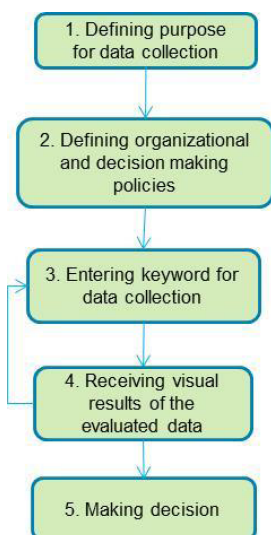 1. Defining purpose
for data collection
2. Defining organizational
and decision making
policies
3. Entering keyword for
data collection
4. Receiving visual
results of the
evaluated data
5. Making decision